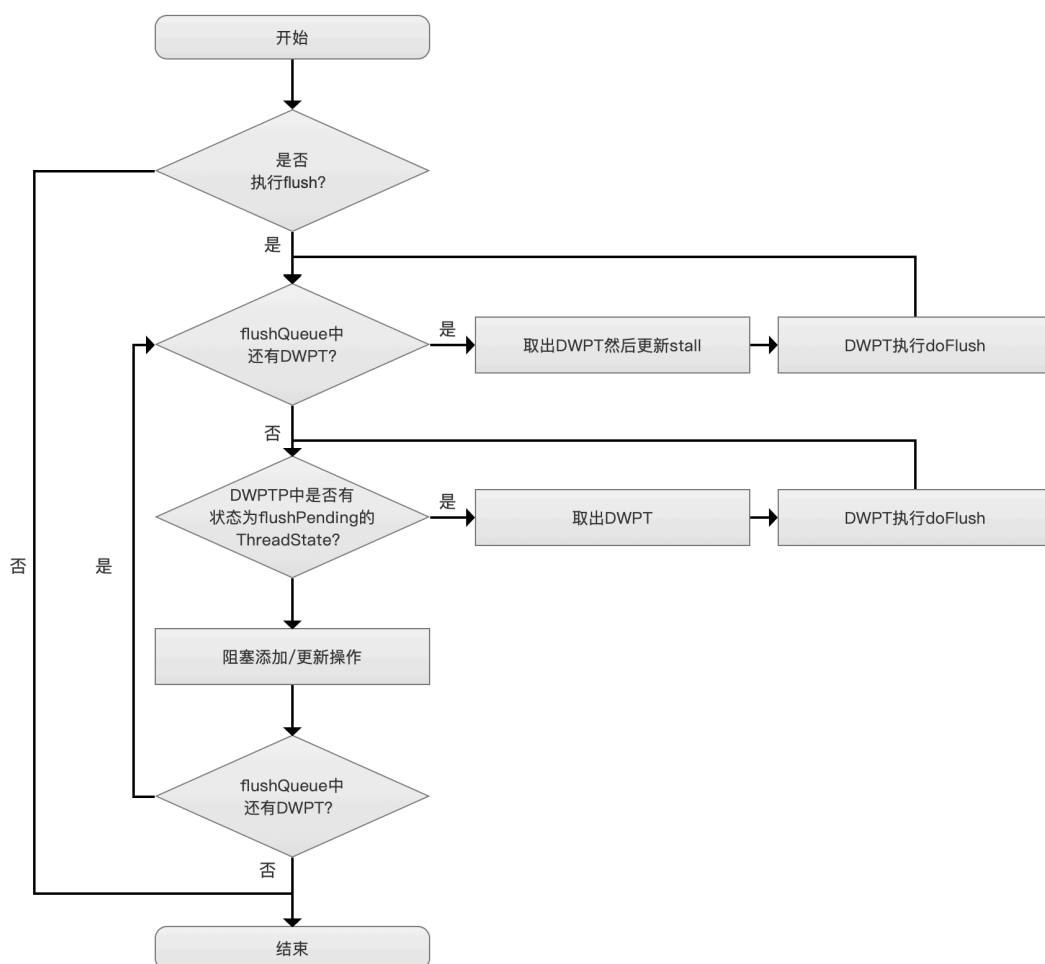 开始
是否
执行flush?
是
flushQueue中
还有DWPT?
是
取出DWPT然后更新stall
DWPT执行doFlush
否
DWPTP中是否有
状态为flushPending的
ThreadState?
是
取出DWPT
DWPT执行doFlush
否
是
阻塞添加/更新操作
flushQueue中
还有DWPT?
否
结束